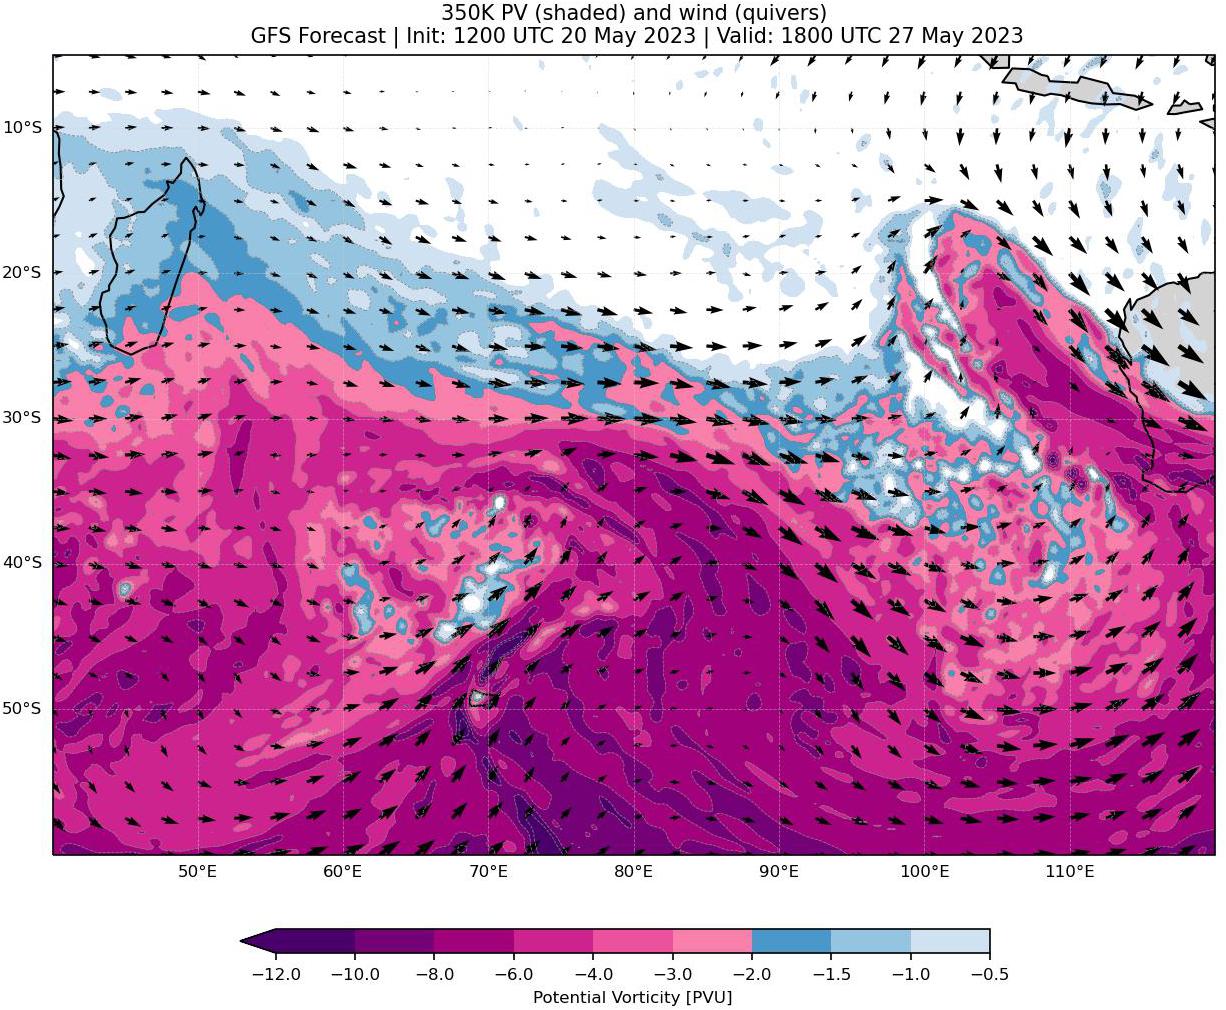 350K PV (shaded) and wind (quivers)
GFS Forecast | Init: 1200 UTC 20 May 2023 | Valid: 1800 UTC 27 May 2023
10°S
20°S
30°S
40°S
50°S
50°E 60°E 70°E 80°E 90°E 100°E 110°E
−12.0 −10.0 −8.0 −6.0 −4.0 −3.0 −2.0 −1.5 −1.0 −0.5
Potential Vorticity [PVU]